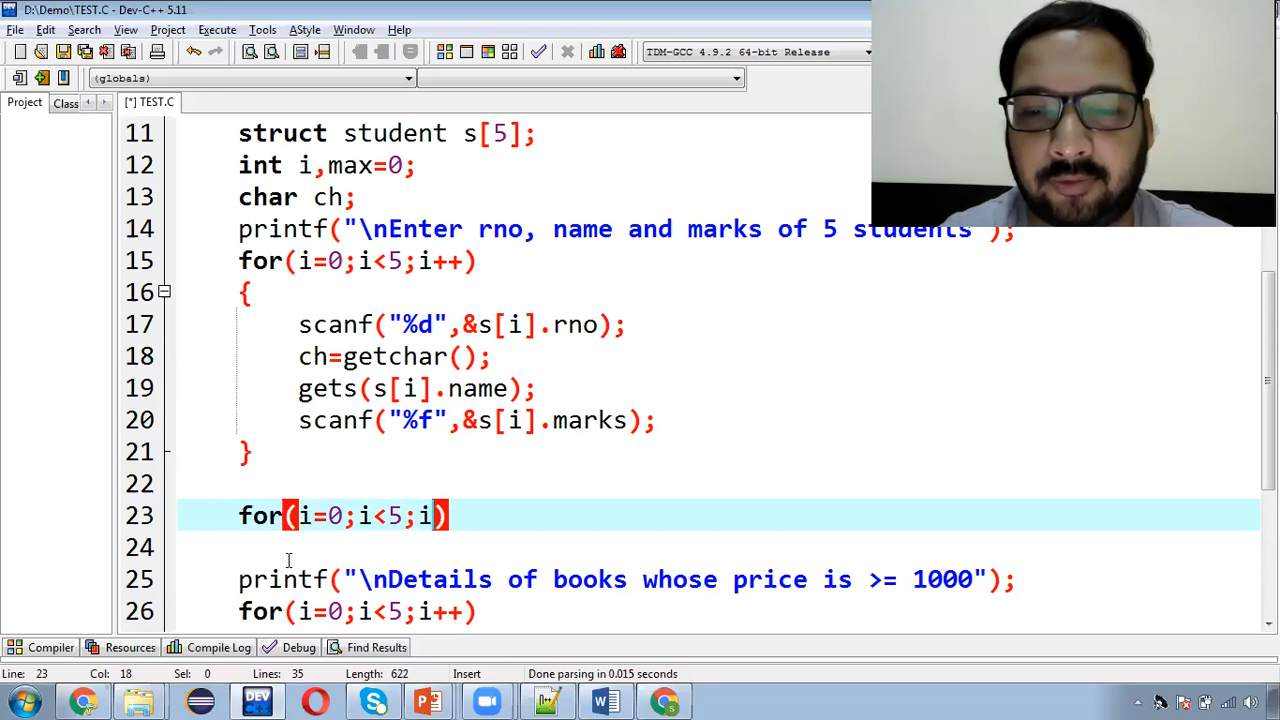 D:\Demo\TEST.C - Dev-C++ 5.11
File Edit Search View Project Execute Tools AStyle Window Help
TDM-GCC 4.9.2 64-bit Release
(globals)
Project Class [*] TEST.C
11 struct student s[5];
12 int i,max=0;
13 char ch;
14 printf("\nEnter rno, name and marks of 5 students");
15 for(i=0;i<5;i++)
16 {
17 scanf("%d",&s[i].rno);
18 ch=getchar();
19 gets(s[i].name);
20 scanf("%f",&s[i].marks);
21 }
22
23 for(i=0;i<5;i)
24
25 printf("\nDetails of books whose price is >= 1000");
26 for(i=0;i<5;i++)
Compiler Resources Compile Log Debug Find Results
Line: 23 Col: 18 Sel: 0 Lines: 35 Length: 622 Insert Done parsing in 0.015 seconds
DEV